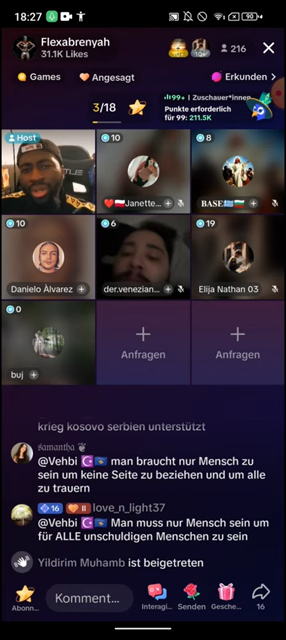 18:27
90
Flexabrenyah
31.1K Likes
216
Games
Angesagt
Erkunden
3/18
99+ | Zuschauer*innen
Punkte erforderlich
für 99: 211.5K
Host
10
Janette...
8
BASE
10
Danielo Àlvarez
6
der.venezian...
19
Elija Nathan 03
0
buj
Anfragen
Anfragen
krieg kosovo serbien unterstützt
samantha
@Vehbi man braucht nur Mensch zu
sein um keine Seite zu beziehen und um alle
zu trauern
16 II love_n_light37
@Vehbi Man muss nur Mensch sein um
für ALLE unschuldigen Menschen zu sein
Yildirim Muhamb ist beigetreten
Abonn...
Kommen...
Interagi...
Senden
Gesche...
16